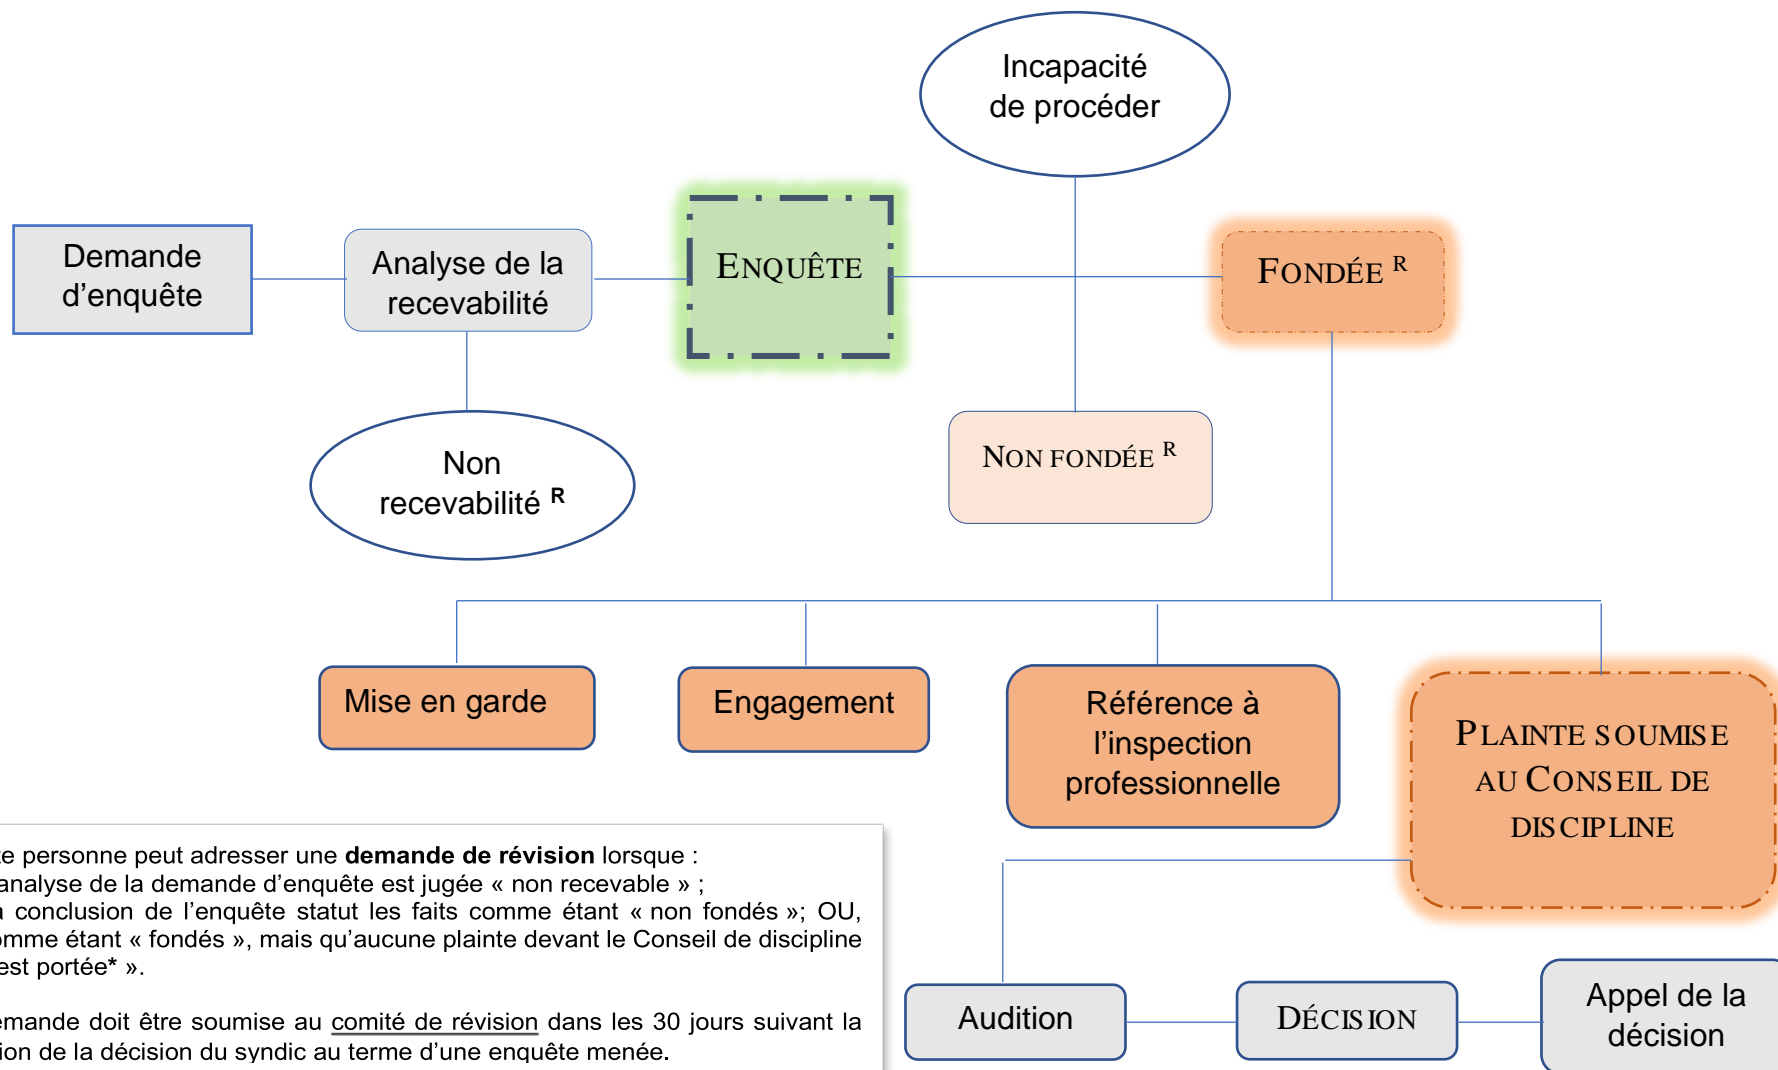 Incapacité
de procéder
Demande
d'enquête
Analyse de la
recevabilité
ENQUÊTE
FONDÉE R
Non
recevabilité R
NON FONDÉE R
Mise en garde
Engagement
Référence à
l'inspection
professionnelle
PLAINTE SOUMISE
AU CONSEIL DE
DISCIPLINE
personne peut adresser une demande de révision lorsque :
analyse de la demande d'enquête est jugée « non recevable » ;
conclusion de l'enquête statut les faits comme étant « non fondés »; OU,
comme étant « fondés », mais qu'aucune plainte devant le Conseil de discipline
est portée* ».
demande doit être soumise au comité de révision dans les 30 jours suivant la
de la décision du syndic au terme d'une enquête menée.
Audition
DÉCISION
Appel de la
décision